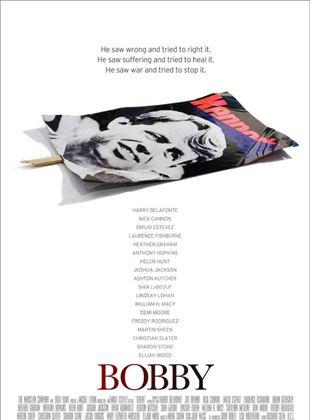 He saw wrong and tried to right it.
He saw suffering and tried to heal it.
He saw war and tried to stop it.
KENNEDY
HARRY BELAFONTE
NICK CANNON
EMILIO ESTEVEZ
LAURENCE FISHBURNE
HEATHER GRAHAM
ANTHONY HOPKINS
HELEN HUNT
JOSHUA JACKSON
ASHTON KUTCHER
SHIA LABEOUF
LINDSAY LOHAN
WILLIAM H. MACY
DEMI MOORE
FREDDY RODRIGUEZ
MARTIN SHEEN
CHRISTIAN SLATER
SHARON STONE
ELIJAH WOOD
BOBBY